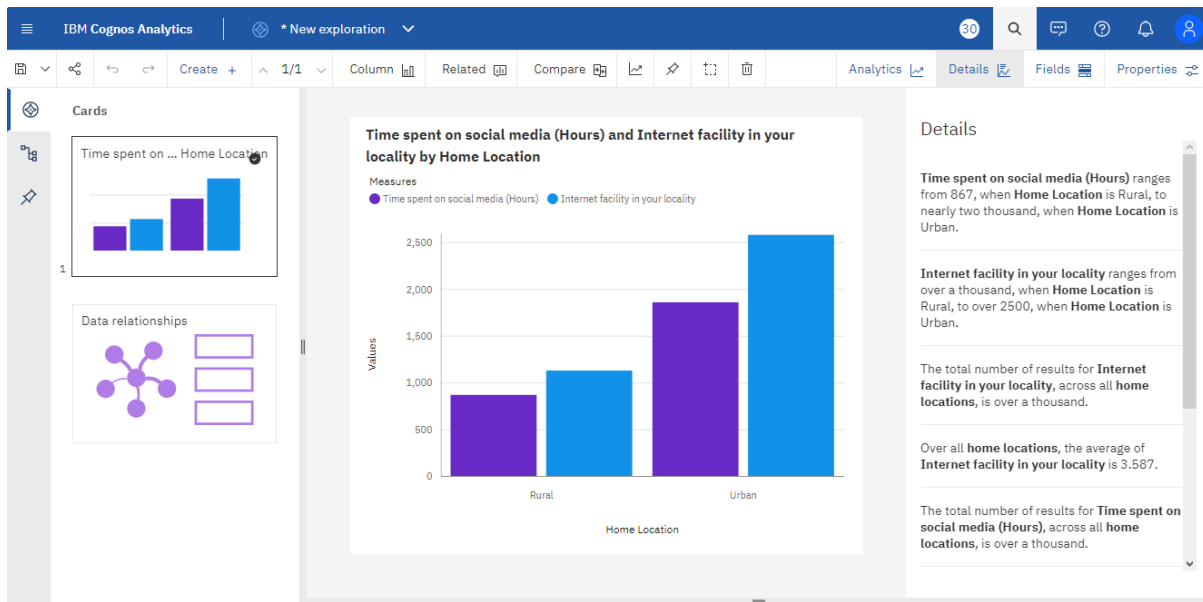 IBM Cognos Analytics
* New exploration
30
Create +
1/1
Column
Related
Compare
Analytics
Details
Fields
Properties
Cards
Time spent on ... Home Location
1
Data relationships
Time spent on social media (Hours) and Internet facility in your
locality by Home Location
Measures
Time spent on social media (Hours)
Internet facility in your locality
2,500
2,000
1,500
1,000
500
0
Values
Rural
Urban
Home Location
Details
Time spent on social media (Hours) ranges
from 867, when Home Location is Rural, to
nearly two thousand, when Home Location is
Urban.
Internet facility in your locality ranges from
over a thousand, when Home Location is
Rural, to over 2500, when Home Location is
Urban.
The total number of results for Internet
facility in your locality, across all home
locations, is over a thousand.
Over all home locations, the average of
Internet facility in your locality is 3.587.
The total number of results for Time spent on
social media (Hours), across all home
locations, is over a thousand.